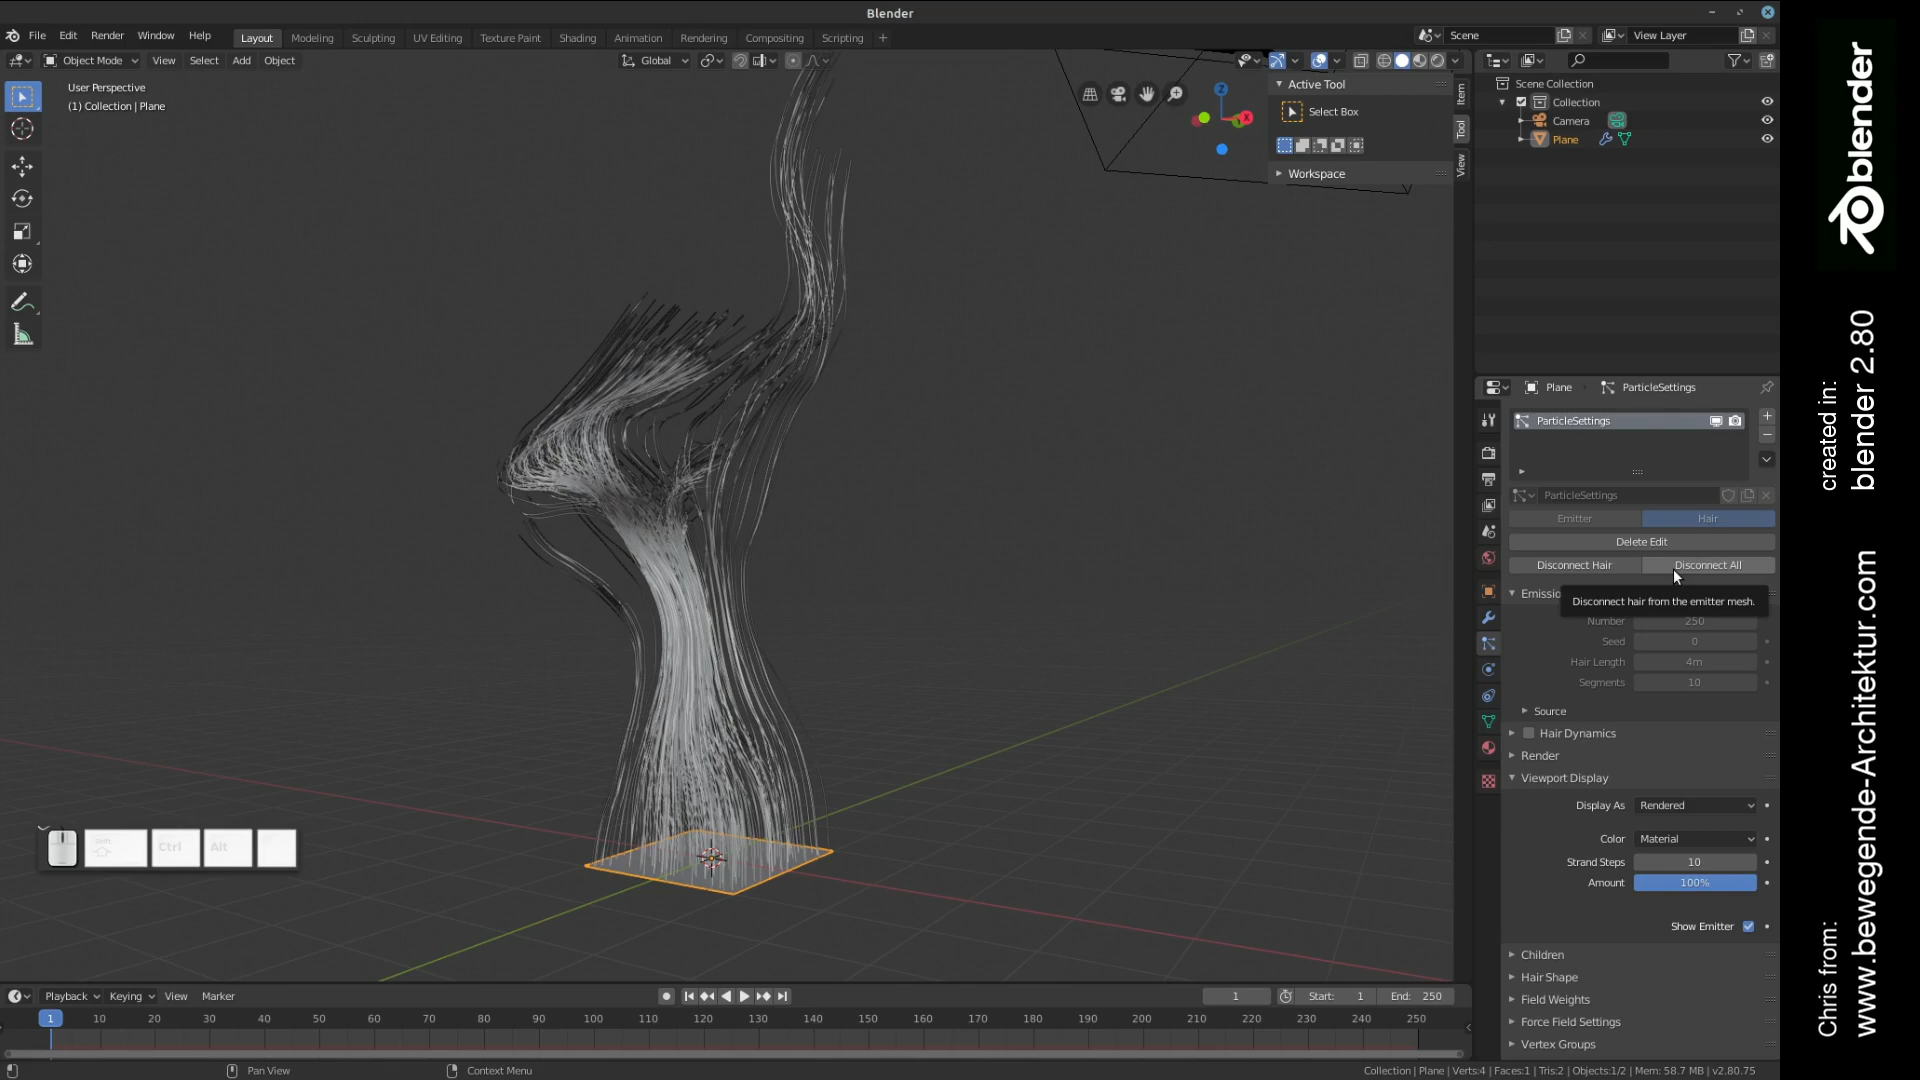 Blender
File Edit Render Window Help
Layout Modeling Sculpting UV Editing Texture Paint Shading Animation Rendering Compositing Scripting +
Scene
View Layer
Object Mode View Select Add Object
Global
User Perspective
(1) Collection | Plane
Active Tool
Select Box
Workspace
Item
Tool
View
Z
X
Scene Collection
Collection
Camera
Plane
Plane ParticleSettings
ParticleSettings
ParticleSettings
Emitter Hair
Delete Edit
Disconnect Hair Disconnect All
Emissio
Disconnect hair from the emitter mesh.
Number 250
Seed 0
Hair Length 4m
Segments 10
Source
Hair Dynamics
Render
Viewport Display
Display As Rendered
Color Material
Strand Steps 10
Amount 100%
Show Emitter
Children
Hair Shape
Field Weights
Force Field Settings
Vertex Groups
Shift Ctrl Alt
Playback Keying View Marker
1 Start: 1 End: 250
1 10 20 30 40 50 60 70 80 90 100 110 120 130 140 150 160 170 180 190 200 210 220 230 240 250
Pan View
Context Menu
Collection | Plane | Verts:4 | Faces:1 | Tris:2 | Objects:1/2 | Mem: 58.7 MB | v2.80.75
blender
created in:
blender 2.80
Chris from:
www.bewegende-Architektur.com